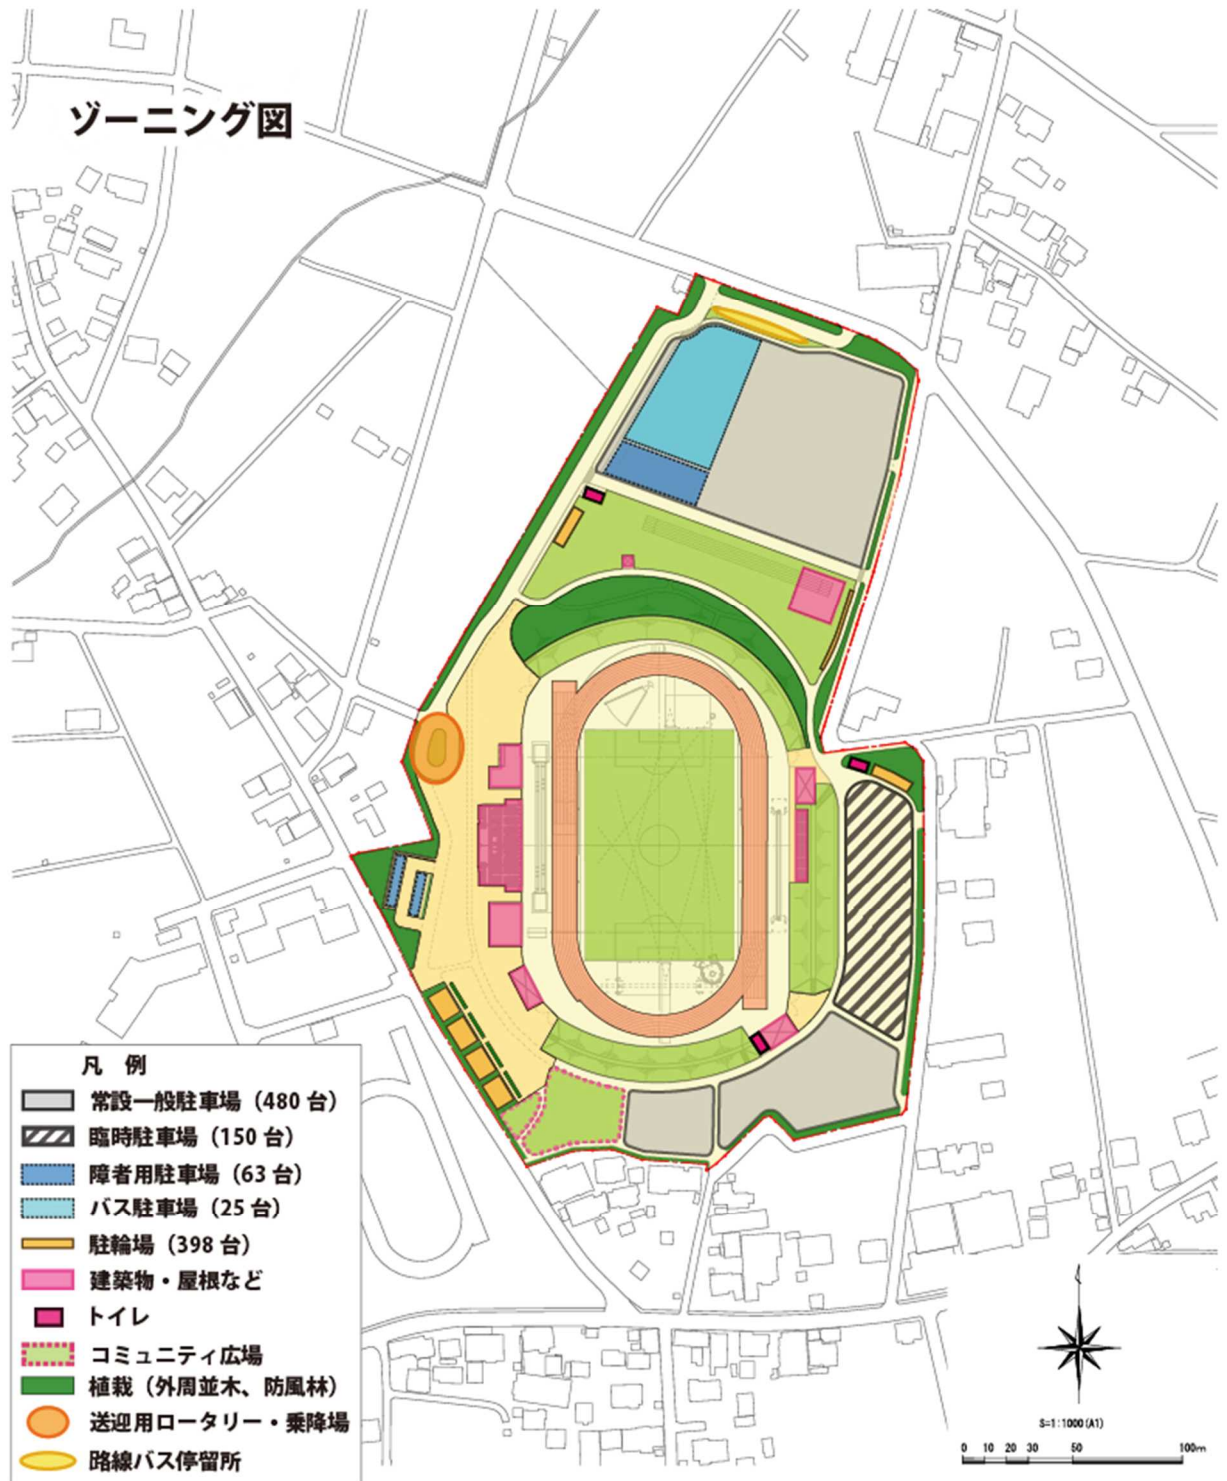 ゾーニング図
凡 例
常設一般駐車場（480 台）
臨時駐車場（150 台）
障者用駐車場（63 台）
バス駐車場（25 台）
駐輪場（398 台）
建築物・屋根など
トイレ
コミュニティ広場
植栽（外周並木、防風林）
送迎用ロータリー・乗降場
路線バス停留所
S=1：1000 (A1)
0 10 20 30 50 100m